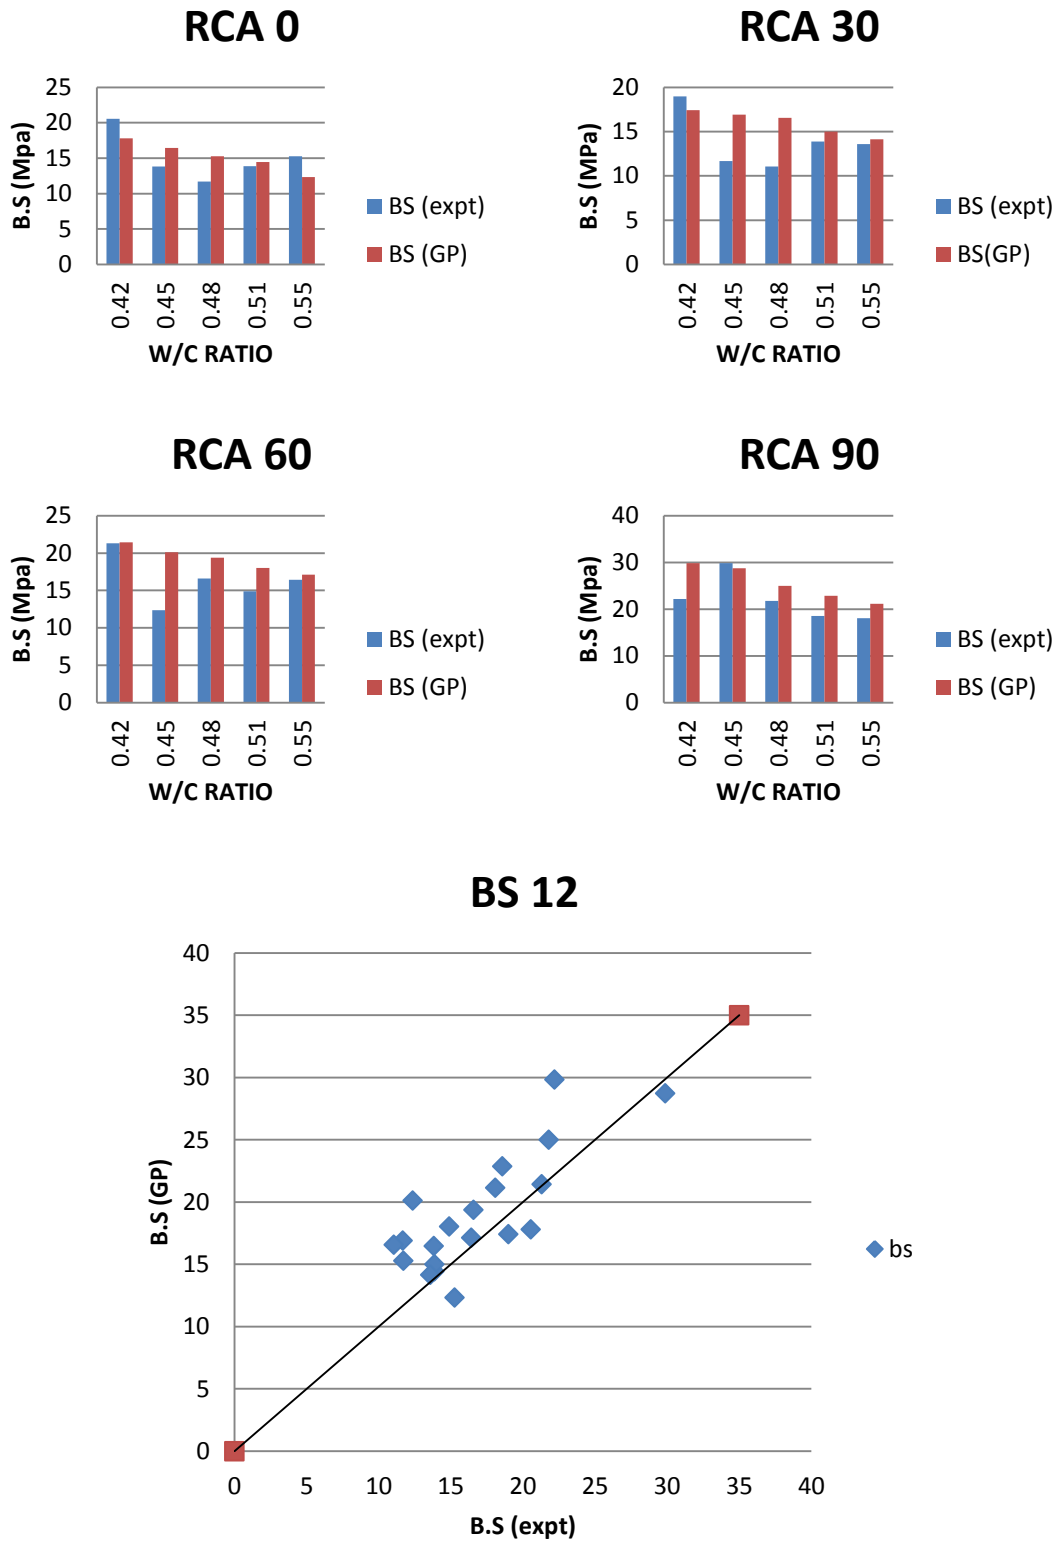 RCA 0
25
20
15
10
5
0
B.S (Mpa)
0.42
0.45
0.48
0.51
0.55
W/C RATIO
BS (expt)
BS (GP)
RCA 30
20
15
10
5
0
B.S (MPa)
0.42
0.45
0.48
0.51
0.55
W/C RATIO
BS (expt)
BS(GP)
RCA 60
25
20
15
10
5
0
B.S (Mpa)
0.42
0.45
0.48
0.51
0.55
W/C RATIO
BS (expt)
BS (GP)
RCA 90
40
30
20
10
0
B.S (Mpa)
0.42
0.45
0.48
0.51
0.55
W/C RATIO
BS (expt)
BS (GP)
BS 12
40
35
30
25
20
15
10
5
0
B.S (GP)
0 5 10 15 20 25 30 35 40
B.S (expt)
bs